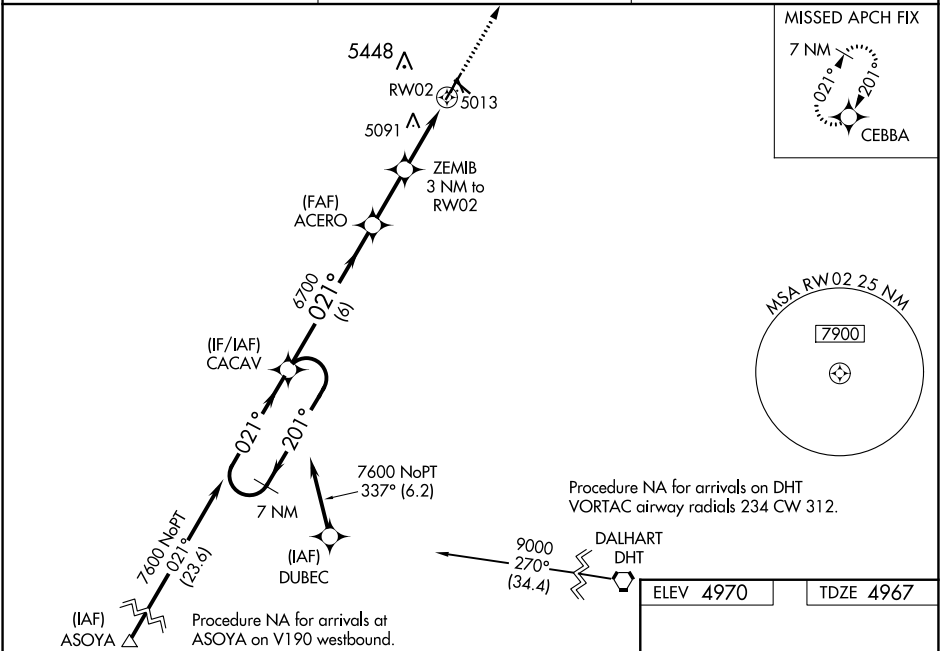 MISSED APCH FIX
7 NM
021°
201°
CEBBA
5448
RW02
5013
5091
ZEMIB
3 NM to
RW02
(FAF)
ACERO
6700
021°
(6)
(IF/IAF)
CACAV
MSA RW02 25 NM
7900
021°
201°
7 NM
7600 NoPT
337° (6.2)
(IAF)
DUBEC
7600 NoPT
021°
(23.6)
(IAF)
ASOYA
Procedure NA for arrivals at
ASOYA on V190 westbound.
Procedure NA for arrivals on DHT
VORTAC airway radials 234 CW 312.
DALHART
DHT
9000
270°
(34.4)
ELEV 4970
TDZE 4967